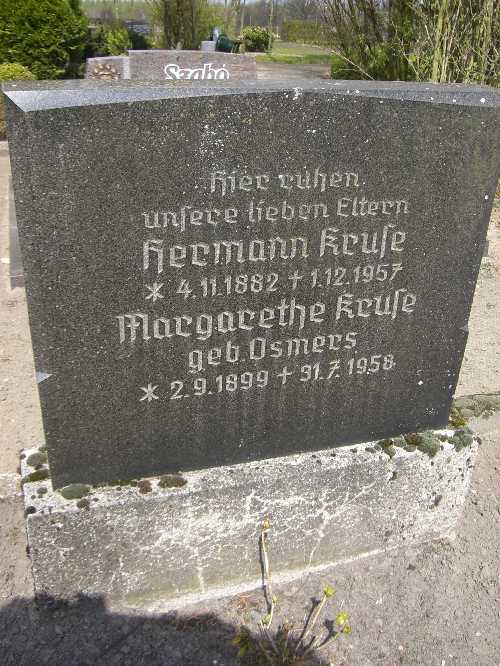 Szabó
Hier ruhen
unſere lieben Eltern
Hermann Kruſe
* 4.11.1882 + 1.12.1957
Margarethe Kruſe
geb. Osmers
* 2.9.1899 + 31.7.1958